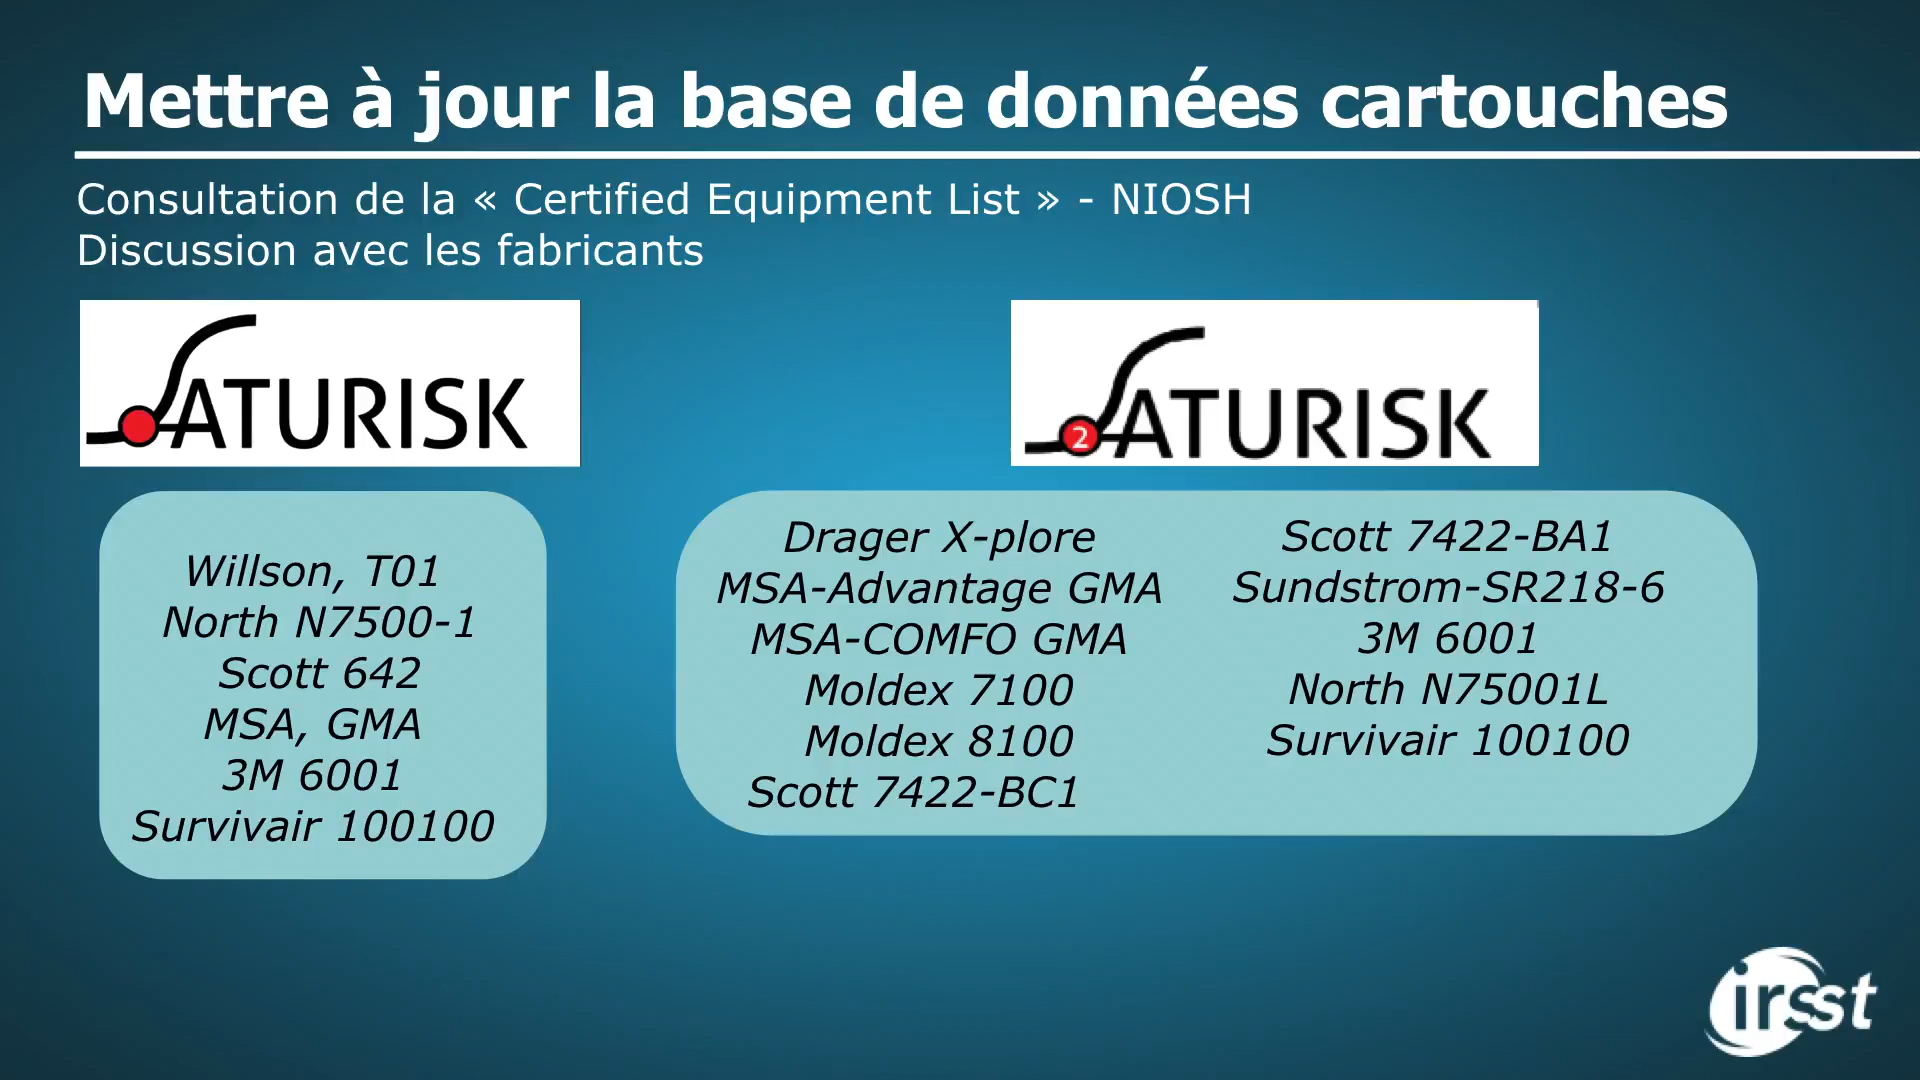 Mettre à jour la base de données cartouches
Consultation de la « Certified Equipment List » - NIOSH
Discussion avec les fabricants
SATURISK
Willson, T01
North N7500-1
Scott 642
MSA, GMA
3M 6001
Survivair 100100
SATURISK
2
Drager X-plore
MSA-Advantage GMA
MSA-COMFO GMA
Moldex 7100
Moldex 8100
Scott 7422-BC1
Scott 7422-BA1
Sundstrom-SR218-6
3M 6001
North N75001L
Survivair 100100
irsst